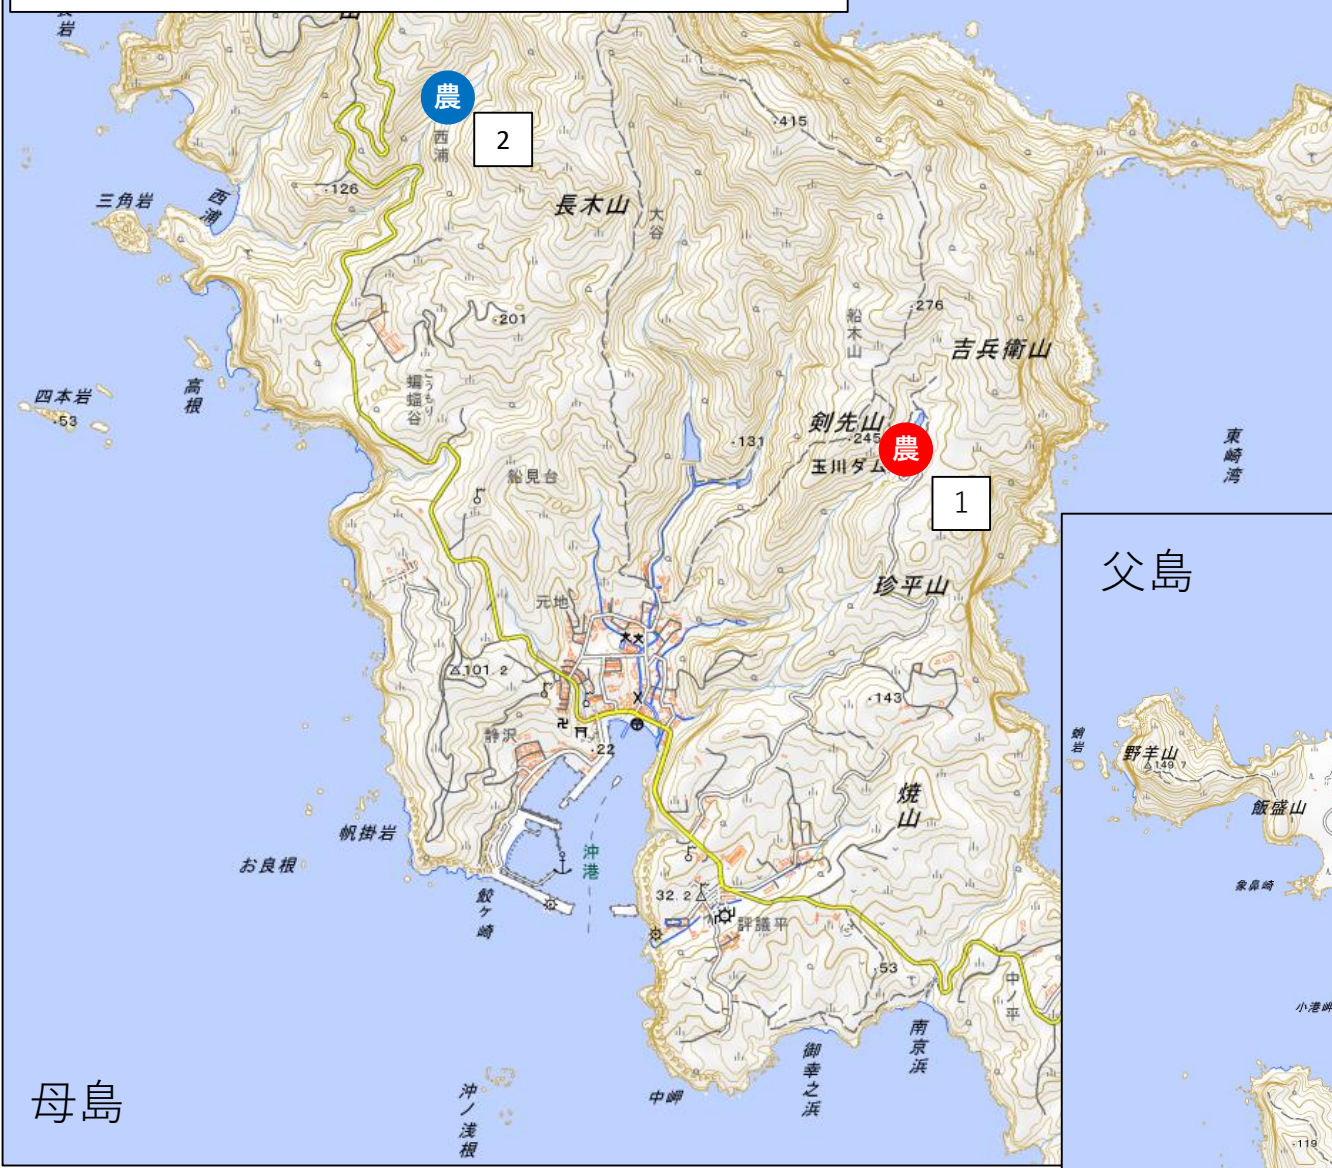 農
2
西浦
415
三角岩
西浦
126
長木山
大谷
201
276
船木山
吉兵衛山
四本岩
53
高根
こうもり
蝙蝠谷
100
剣先山
245
農
131
玉川ダム
1
東崎湾
船見台
父島
珍平山
元地
101.2
143
静沢
22
蛸岩
野羊山
149.7
飯盛山
焼山
帆掛岩
お良根
沖港
象鼻崎
鮫ヶ崎
32.2
評議平
53
中ノ平
小港岬
南京浜
御幸之浜
中岬
沖ノ浅根
母島
119